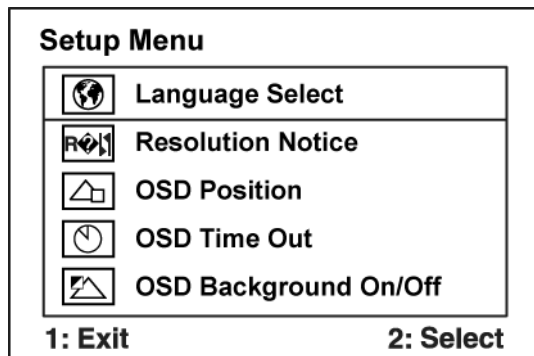 Setup Menu
Language Select
Resolution Notice
OSD Position
OSD Time Out
OSD Background On/Off
1: Exit 2: Select